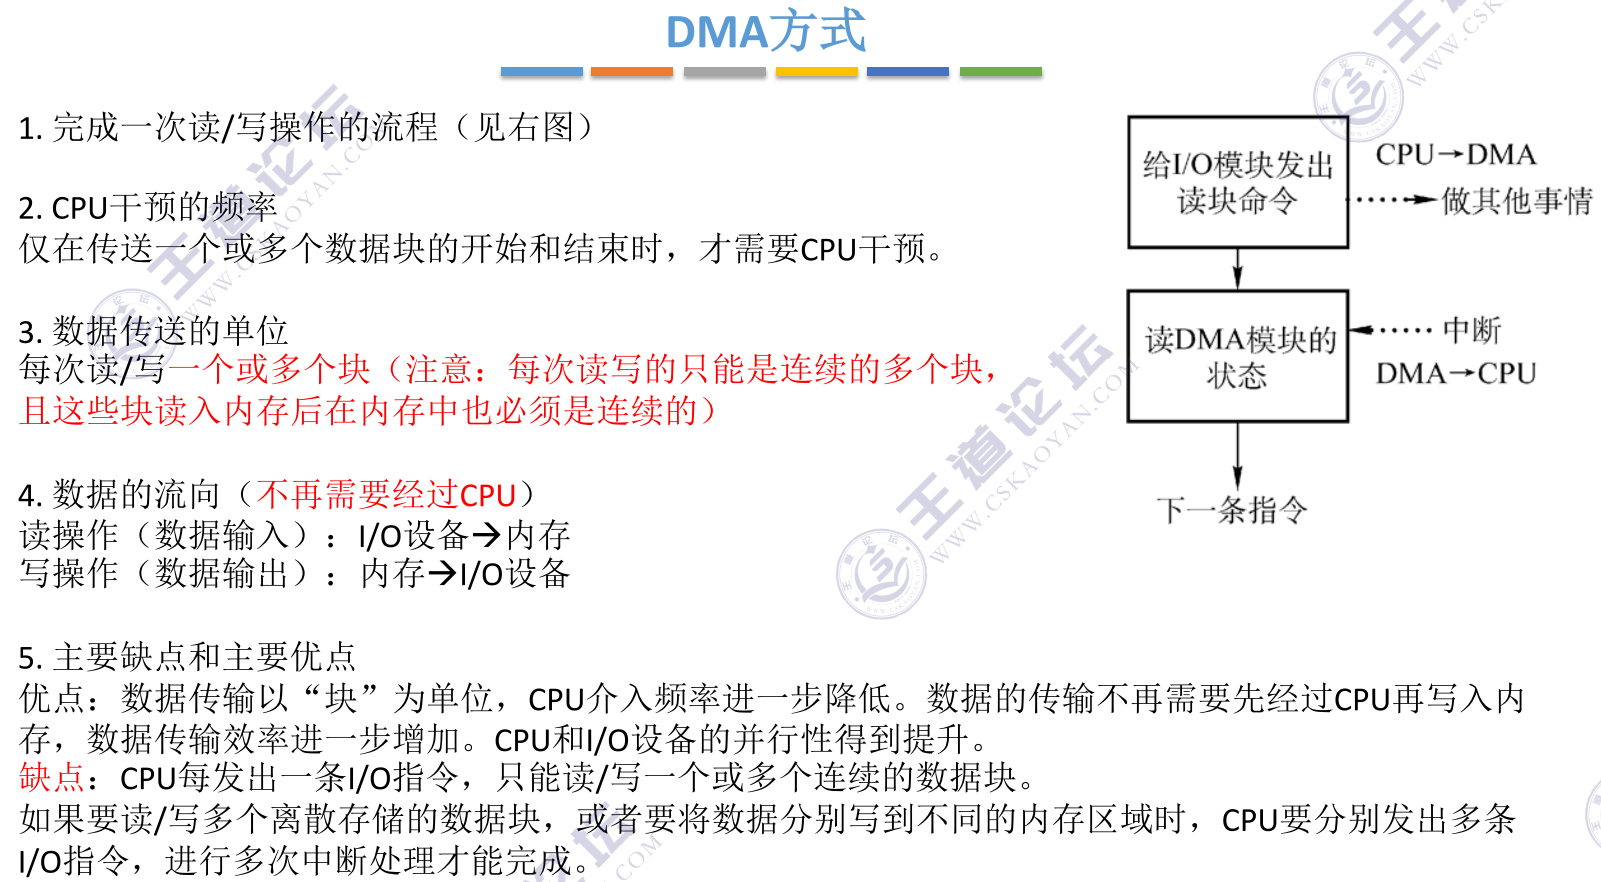 DMA方式
1. 完成一次读/写操作的流程（见右图）
2. CPU干预的频率
仅在传送一个或多个数据块的开始和结束时，才需要CPU干预。
3. 数据传送的单位
每次读/写一个或多个块（注意：每次读写的只能是连续的多个块，
且这些块读入内存后在内存中也必须是连续的）
4. 数据的流向（不再需要经过CPU）
读操作（数据输入）：I/O设备→内存
写操作（数据输出）：内存→I/O设备
5. 主要缺点和主要优点
优点：数据传输以“块”为单位，CPU介入频率进一步降低。数据的传输不再需要先经过CPU再写入内
存，数据传输效率进一步增加。CPU和I/O设备的并行性得到提升。
缺点：CPU每发出一条I/O指令，只能读/写一个或多个连续的数据块。
如果要读/写多个离散存储的数据块，或者要将数据分别写到不同的内存区域时，CPU要分别发出多条
I/O指令，进行多次中断处理才能完成。
给I/O模块发出
读块命令
CPU→DMA
做其他事情
读DMA模块的
状态
中断
DMA→CPU
下一条指令
王道论坛
WWW.CSKAOYAN.COM
王道论坛
WWW.CSKAOYAN.COM